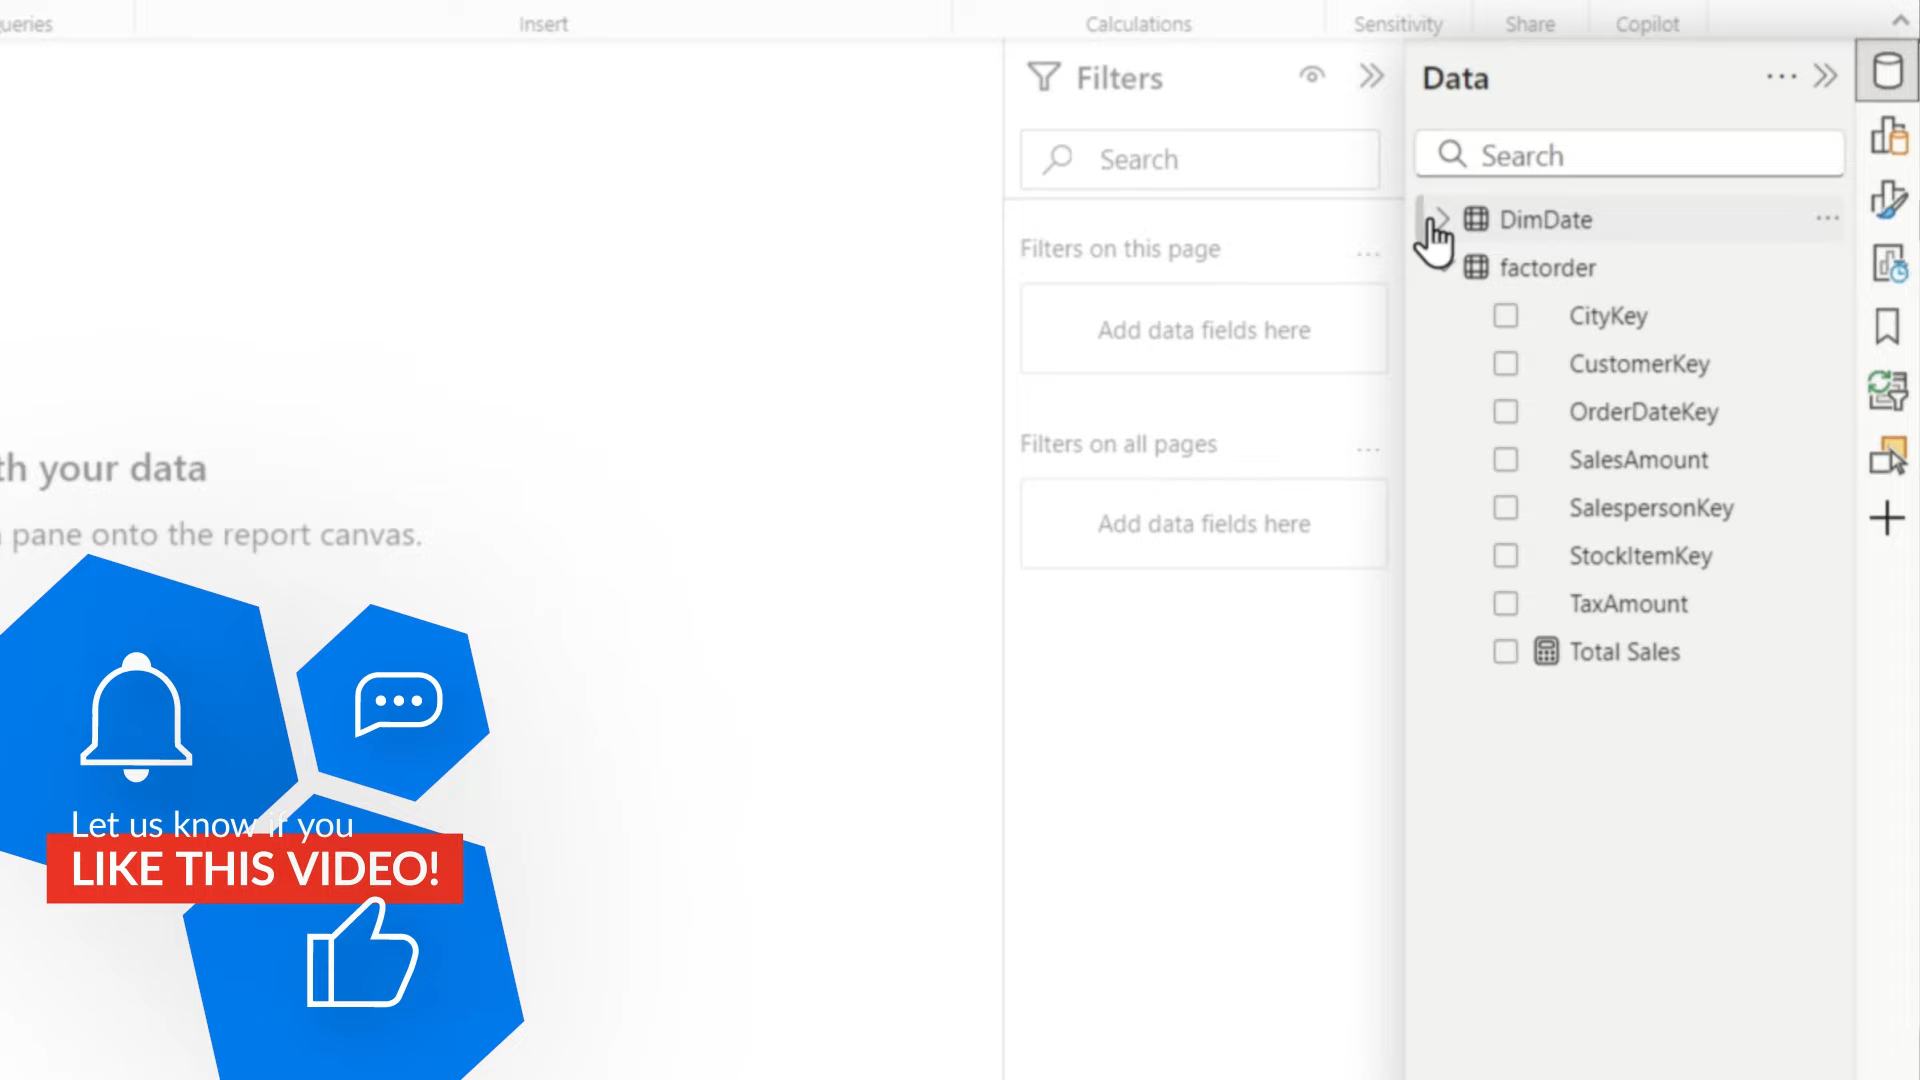 ueries
Insert
Calculations
Sensitivity
Share
Copilot
Filters
Search
Filters on this page
Add data fields here
Filters on all pages
Add data fields here
Data
Search
DimDate
factorder
CityKey
CustomerKey
OrderDateKey
SalesAmount
SalespersonKey
StockItemKey
TaxAmount
Total Sales
th your data
pane onto the report canvas.
Let us know if you
LIKE THIS VIDEO!